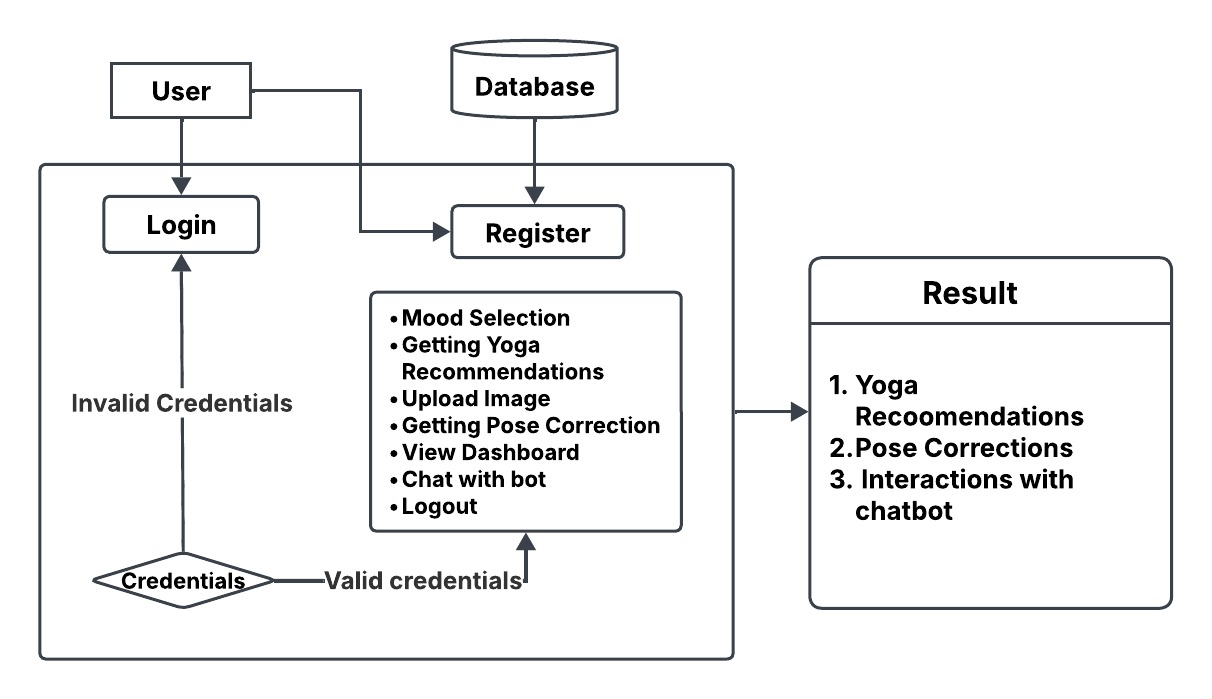 User
Database
Login
Register
•Mood Selection
•Getting Yoga
Recommendations
•Upload Image
•Getting Pose Correction
•View Dashboard
•Chat with bot
•Logout
Invalid Credentials
Credentials
Valid credentials
Result
1. Yoga
Recoomendations
2.Pose Corrections
3. Interactions with
chatbot